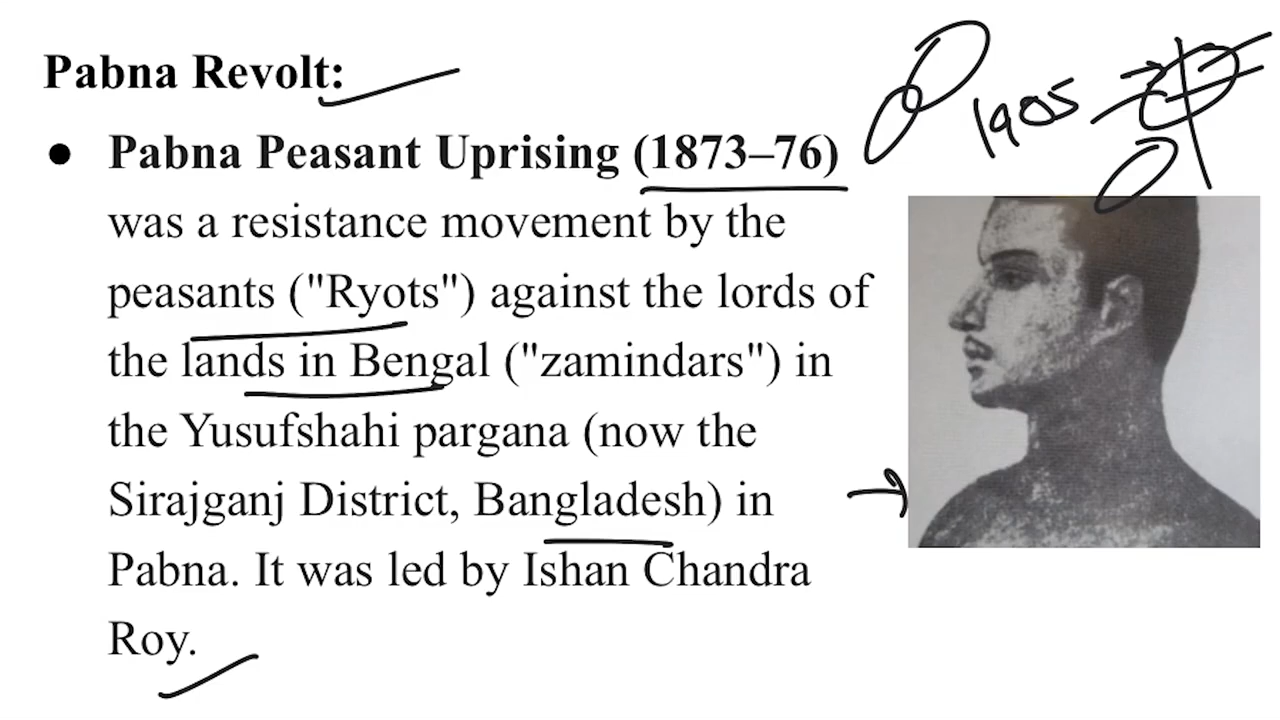 Pabna Revolt:
● Pabna Peasant Uprising (1873–76)
was a resistance movement by the
peasants ("Ryots") against the lords of
the lands in Bengal ("zamindars") in
the Yusufshahi pargana (now the
Sirajganj District, Bangladesh) in
Pabna. It was led by Ishan Chandra
Roy.
1905